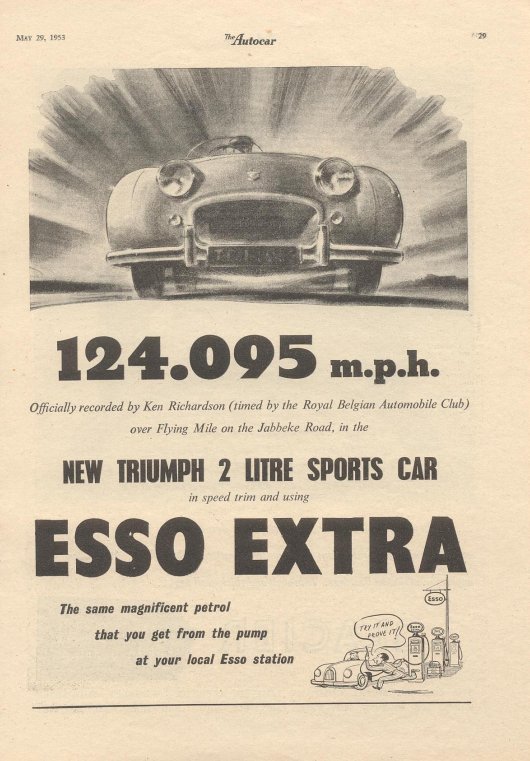 MAY 29, 1953
The Autocar
29
124.095 m.p.h.
Officially recorded by Ken Richardson (timed by the Royal Belgian Automobile Club)
over Flying Mile on the Jabbeke Road, in the
NEW TRIUMPH 2 LITRE SPORTS CAR
in speed trim and using
ESSO EXTRA
The same magnificent petrol
that you get from the pump
at your local Esso station
Esso
TRY IT AND
PROVE IT!